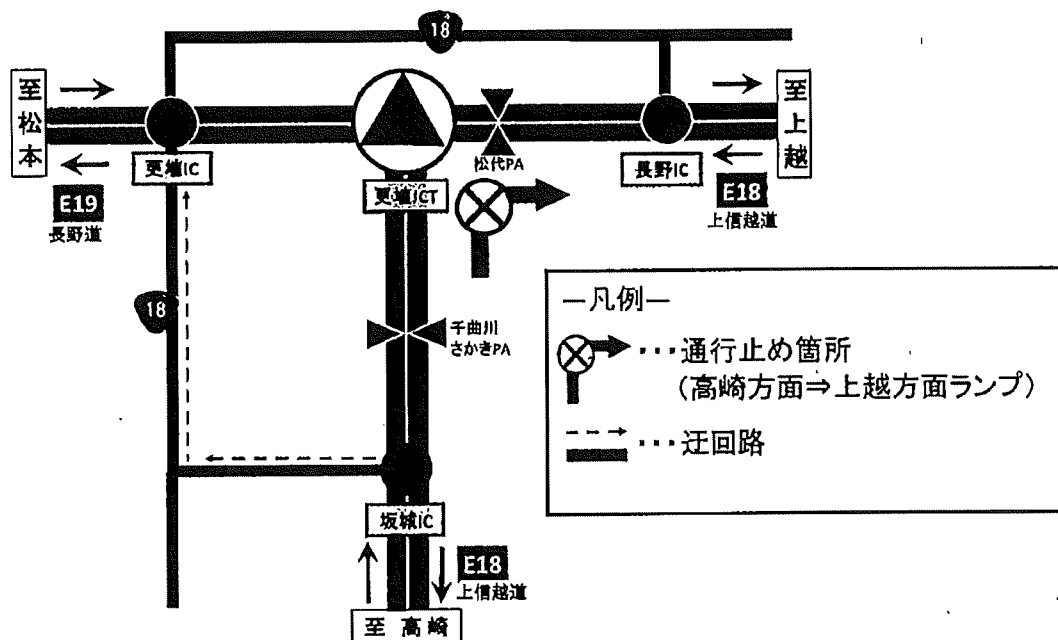 18
至松本
至上越
更埴IC
更埴JCT
松代PA
長野IC
E19
長野道
E18
上信越道
18
千曲川
さかきPA
―凡例―
・・・通行止め箇所
(高崎方面⇒上越方面ランプ)
・・・迂回路
坂城IC
E18
上信越道
至 高崎